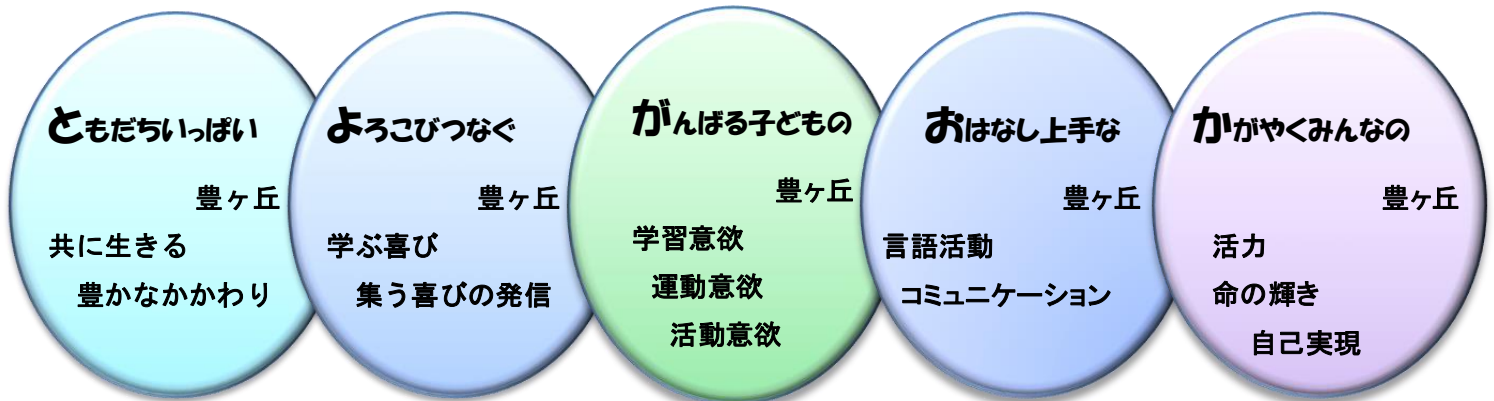 ともだちいっぱい
豊ヶ丘
共に生きる
豊かなかかわり
よろこびつなぐ
豊ヶ丘
学ぶ喜び
集う喜びの発信
がんばる子どもの
豊ヶ丘
学習意欲
運動意欲
活動意欲
おはなし上手な
豊ヶ丘
言語活動
コミュニケーション
かがやくみんなの
豊ヶ丘
活力
命の輝き
自己実現